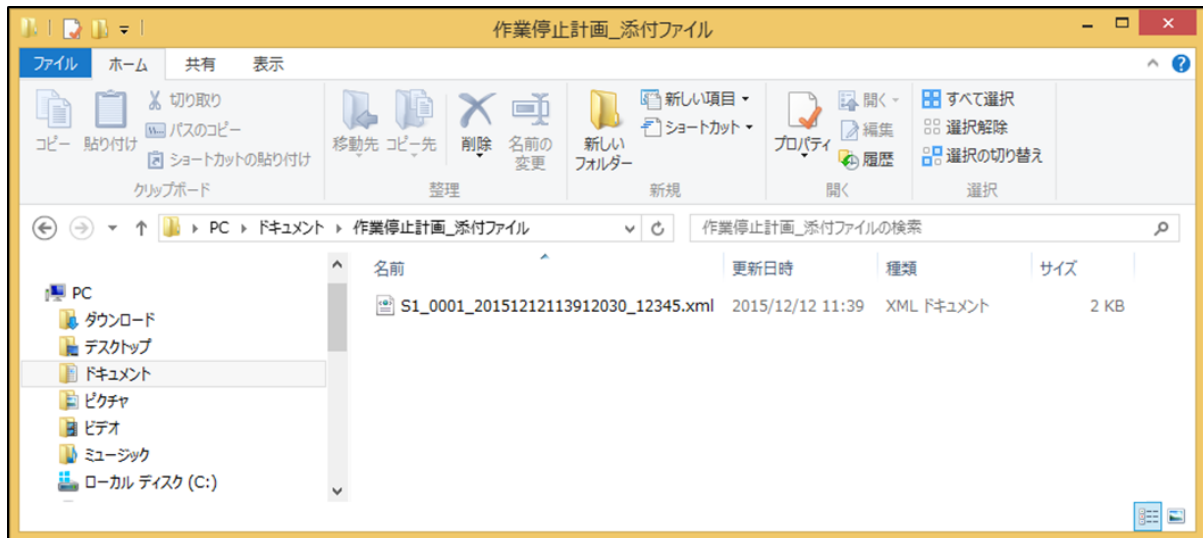 作業停止計画_添付ファイル
ファイル ホーム 共有 表示
コピー 貼り付け 切り取り パスのコピー ショートカットの貼り付け
クリップボード
移動先 コピー先 削除 名前の変更
整理
新しいフォルダー 新しい項目 ショートカット
新規
プロパティ 開く 編集 履歴
開く
すべて選択 選択解除 選択の切り替え
選択
PC ドキュメント 作業停止計画_添付ファイル
作業停止計画_添付ファイルの検索
名前 更新日時 種類 サイズ
S1_0001_20151212113912030_12345.xml 2015/12/12 11:39 XML ドキュメント 2 KB
PC
ダウンロード
デスクトップ
ドキュメント
ピクチャ
ビデオ
ミュージック
ローカル ディスク (C:)